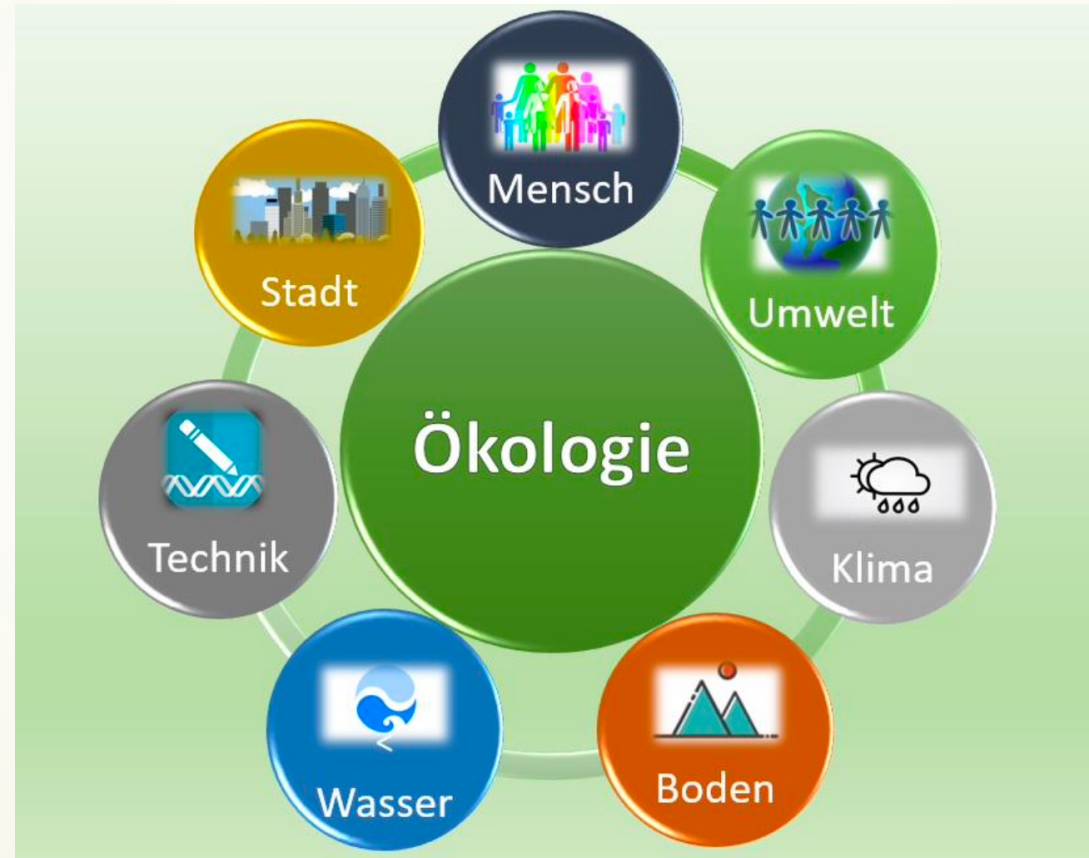 Mensch
Umwelt
Klima
Boden
Wasser
Technik
Stadt
Ökologie